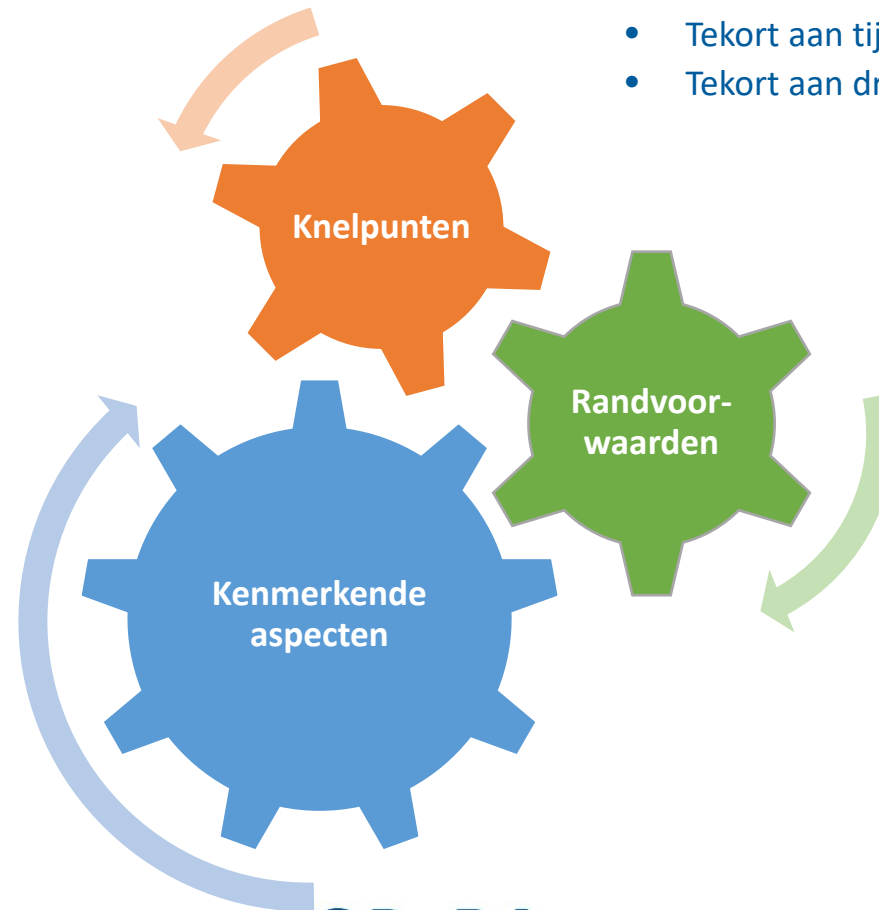 • Tekort aan
• Tekort aan
Knelpunten
Randvoor-
waarden
Kenmerkende
aspecten